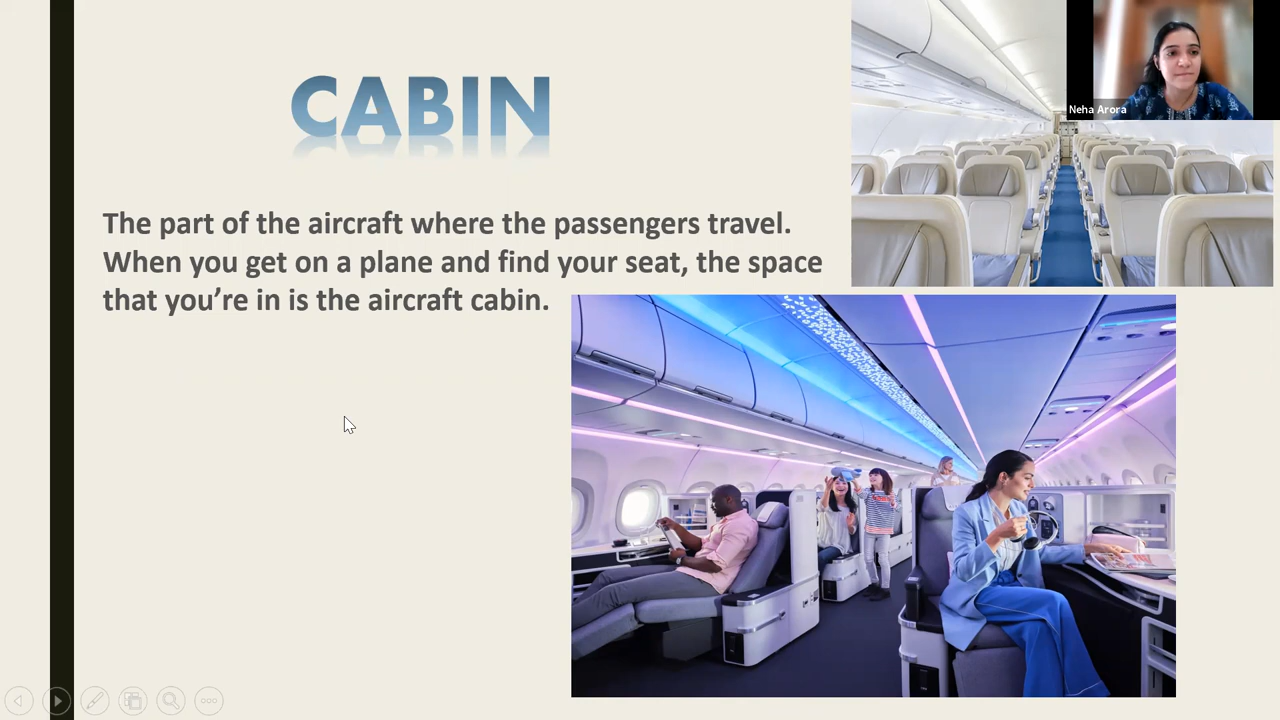 CABIN
Neha Arora
The part of the aircraft where the passengers travel.
When you get on a plane and find your seat, the space
that you’re in is the aircraft cabin.